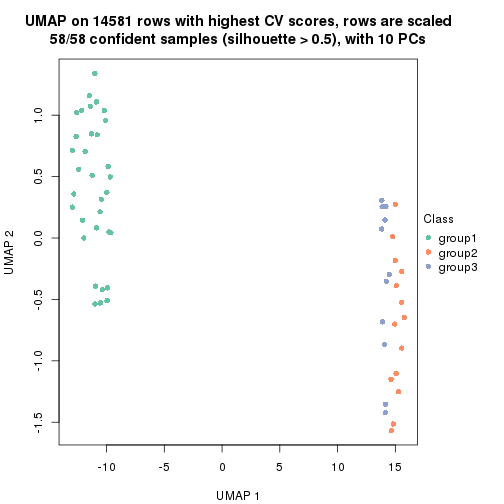 UMAP on 14581 rows with highest CV scores, rows are scaled
58/58 confident samples (silhouette > 0.5), with 10 PCs
1.0
0.5
0.0
-0.5
-1.0
-1.5
UMAP 2
-10
-5
0
5
10
15
UMAP 1
Class
group1
group2
group3